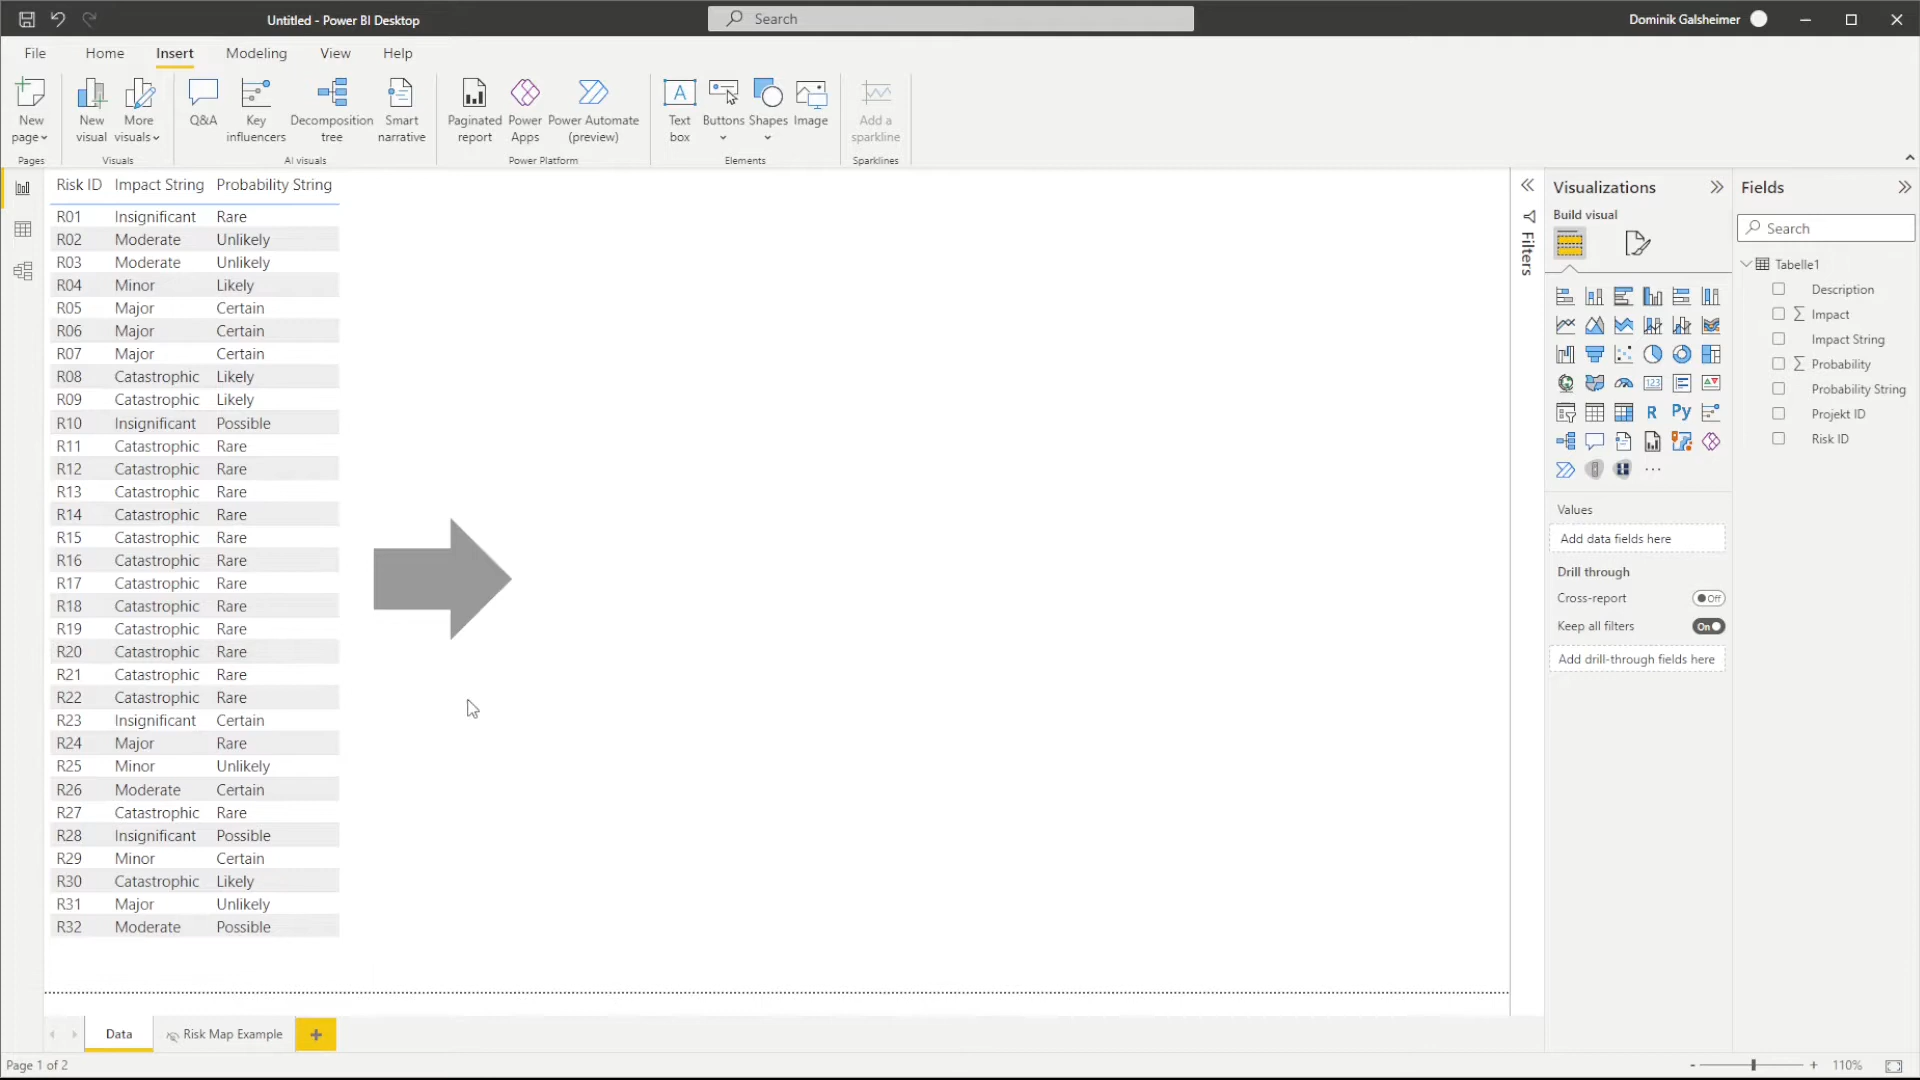 Untitled - Power BI Desktop
Search
Dominik Galsheimer
File Home Insert Modeling View Help
New page
New visual
More visuals
Q&A
Key influencers
Decomposition tree
Smart narrative
Paginated report
Power Apps
Power Automate (preview)
A
Text box
Buttons
Shapes
Image
Add a sparkline
Pages Visuals AI visuals Power Platform Elements Sparklines
Risk ID Impact String Probability String
R01 Insignificant Rare
R02 Moderate Unlikely
R03 Moderate Unlikely
R04 Minor Likely
R05 Major Certain
R06 Major Certain
R07 Major Certain
R08 Catastrophic Likely
R09 Catastrophic Likely
R10 Insignificant Possible
R11 Catastrophic Rare
R12 Catastrophic Rare
R13 Catastrophic Rare
R14 Catastrophic Rare
R15 Catastrophic Rare
R16 Catastrophic Rare
R17 Catastrophic Rare
R18 Catastrophic Rare
R19 Catastrophic Rare
R20 Catastrophic Rare
R21 Catastrophic Rare
R22 Catastrophic Rare
R23 Insignificant Certain
R24 Major Rare
R25 Minor Unlikely
R26 Moderate Certain
R27 Catastrophic Rare
R28 Insignificant Possible
R29 Minor Certain
R30 Catastrophic Likely
R31 Major Unlikely
R32 Moderate Possible
Filters
Visualizations
Build visual
123
R Py
Values
Add data fields here
Drill through
Cross-report Off
Keep all filters On
Add drill-through fields here
Fields
Search
Tabelle1
Description
∑ Impact
Impact String
∑ Probability
Probability String
Projekt ID
Risk ID
Data Risk Map Example +
Page 1 of 2
- + 110%